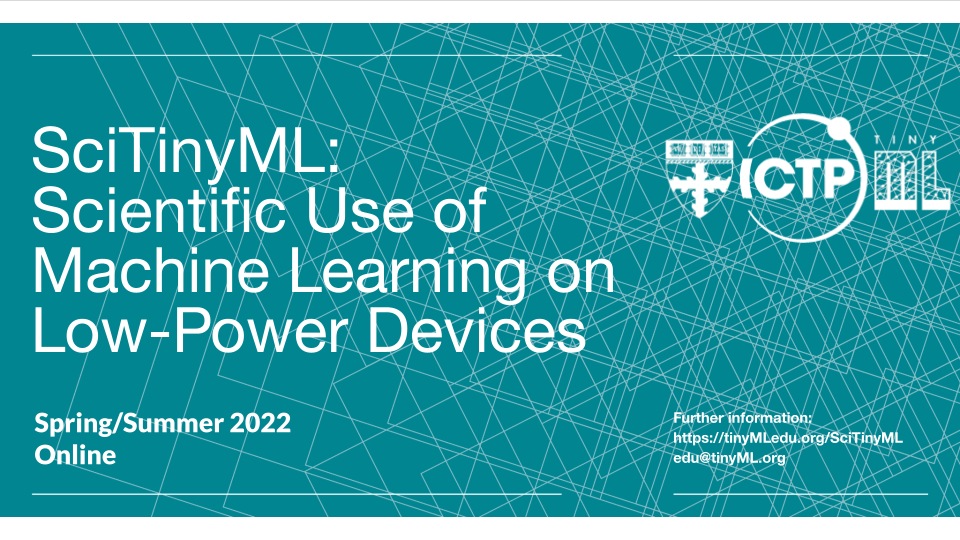 SciTinyML:
Scientific Use of
Machine Learning on
Low-Power Devices
Spring/Summer 2022
Online
ICTP
TINY
ML
Further information:
https://tinyMLedu.org/SciTinyML
edu@tinyML.org